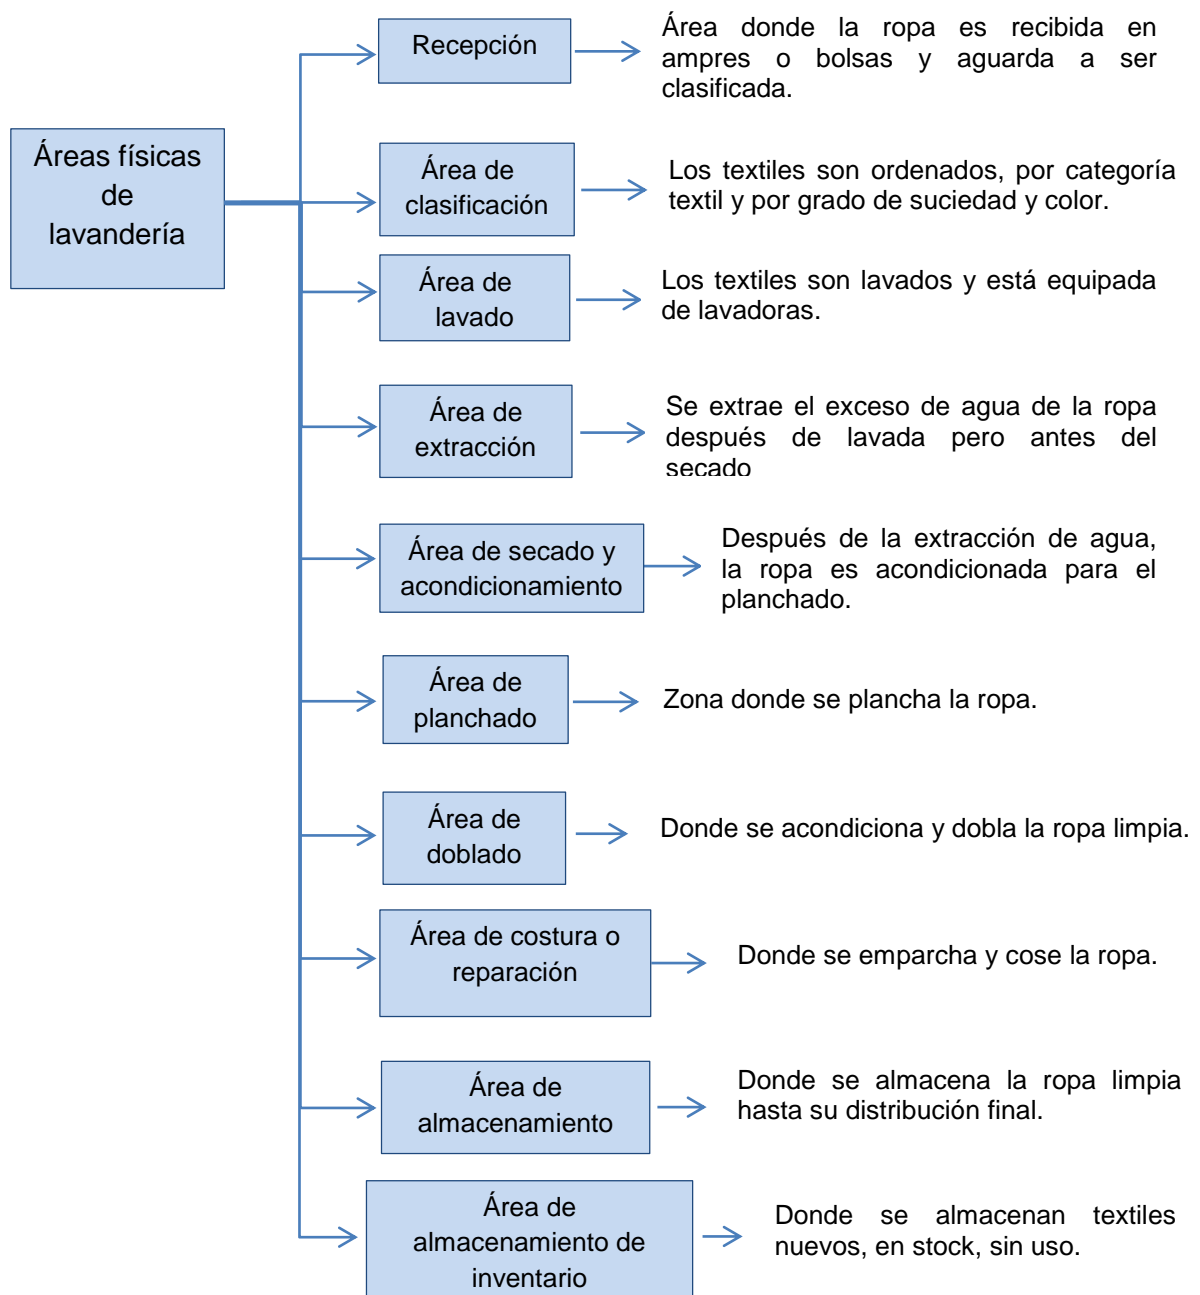 Áreas físicas
de
lavandería
Recepción
Área donde la ropa es recibida en
ampres o bolsas y aguarda a ser
clasificada.
Área de
clasificación
Los textiles son ordenados, por categoría
textil y por grado de suciedad y color.
Área de
lavado
Los textiles son lavados y está equipada
de lavadoras.
Área de
extracción
Se extrae el exceso de agua de la ropa
después de lavada pero antes del
secado
Área de secado y
acondicionamiento
Después de la extracción de agua,
la ropa es acondicionada para el
planchado.
Área de
planchado
Zona donde se plancha la ropa.
Área de
doblado
Donde se acondiciona y dobla la ropa limpia.
Área de costura o
reparación
Donde se emparcha y cose la ropa.
Área de
almacenamiento
Donde se almacena la ropa limpia
hasta su distribución final.
Área de
almacenamiento de
inventario
Donde se almacenan textiles
nuevos, en stock, sin uso.